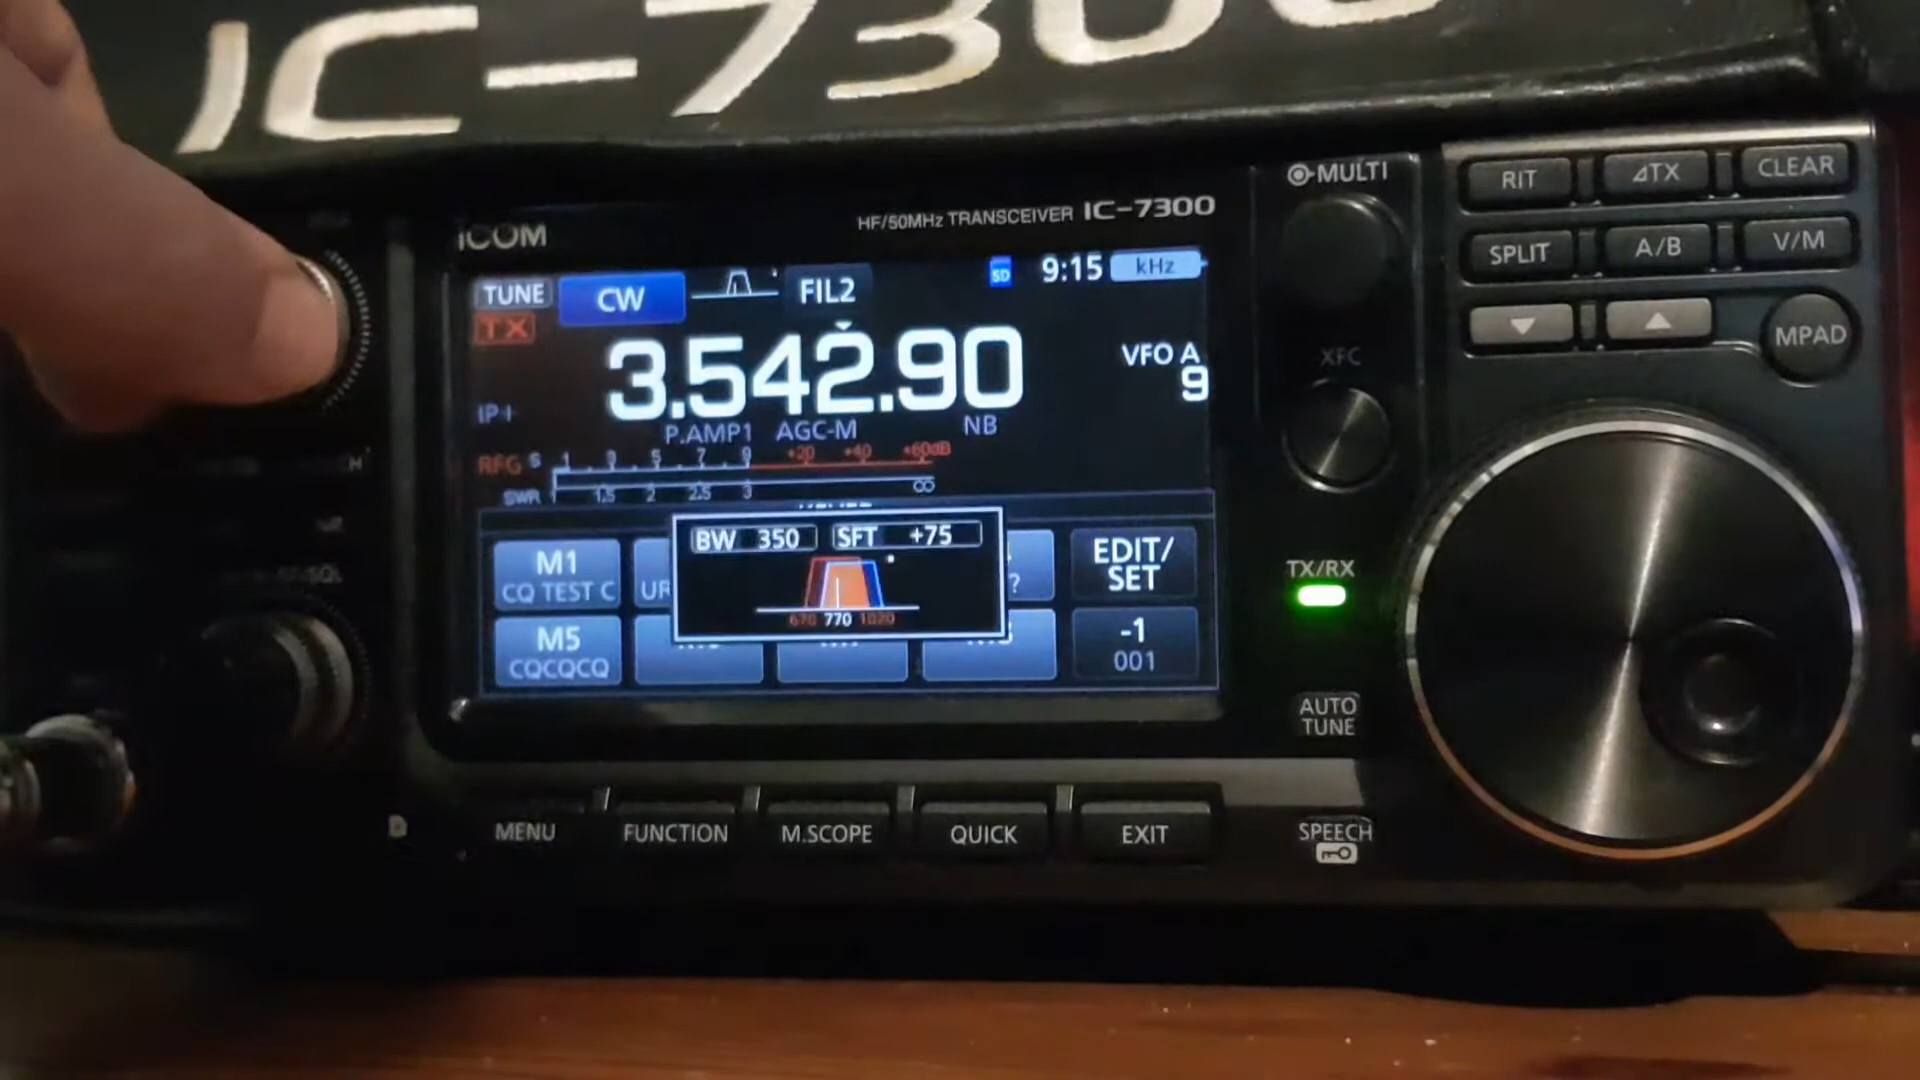 IC-7300
ICOM
HF/50MHz TRANSCEIVER IC-7300
TUNE CW FIL2 SD 9:15 kHz
TX
3.542.90
VFO A
9
IP+
P.AMP1 AGC-M NB
RFG S 1 3 5 7 9 +20 +40 +60dB
SWR 1 1.5 2 2.5 3 ∞
BW 350 SFT +75
670 770 1020
M1
CQ TEST C
UR
?
EDIT/
SET
M5
CQCQCQ
-1
001
MENU FUNCTION M.SCOPE QUICK EXIT
MULTI
XFC
TX/RX
AUTO
TUNE
SPEECH
RIT ⊿TX CLEAR
SPLIT A/B V/M
▼ ▲ MPAD